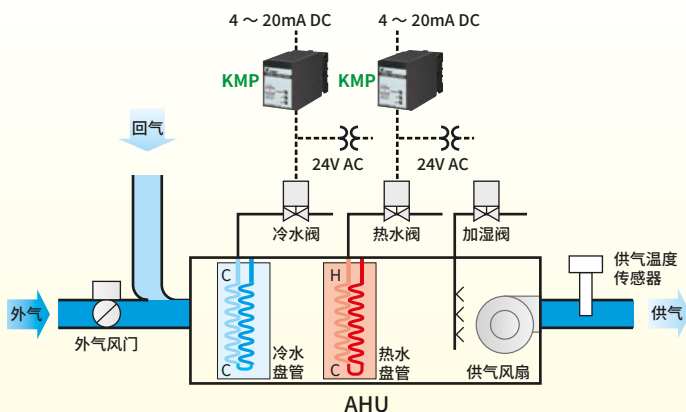 4 ～ 20mA DC
4 ～ 20mA DC
KMP
KMP
回气
24V AC
24V AC
冷水阀
热水阀
加湿阀
供气温度
传感器
C
H
外气
供气
外气风门
冷水
盘管
热水
盘管
C
C
供气风扇
AHU